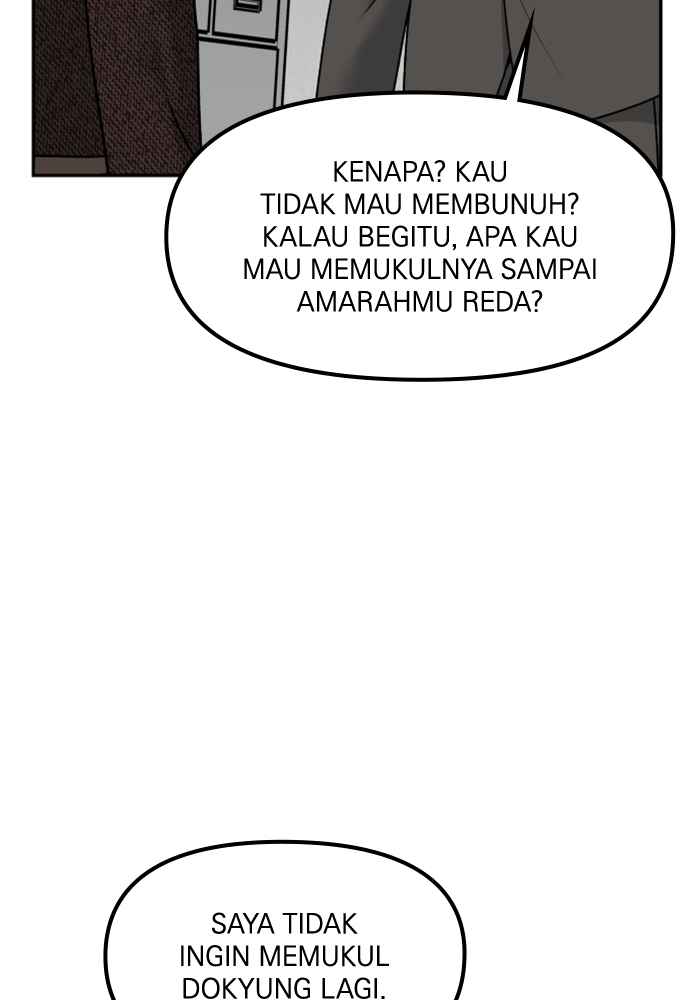 KENAPA? KAU
TIDAK MAU MEMBUNUH?
KALAU BEGITU, APA KAU
MAU MEMUKULNYA SAMPAI
AMARAHMU REDA?
SAYA TIDAK
INGIN MEMUKUL
DOKYUNG LAGI.